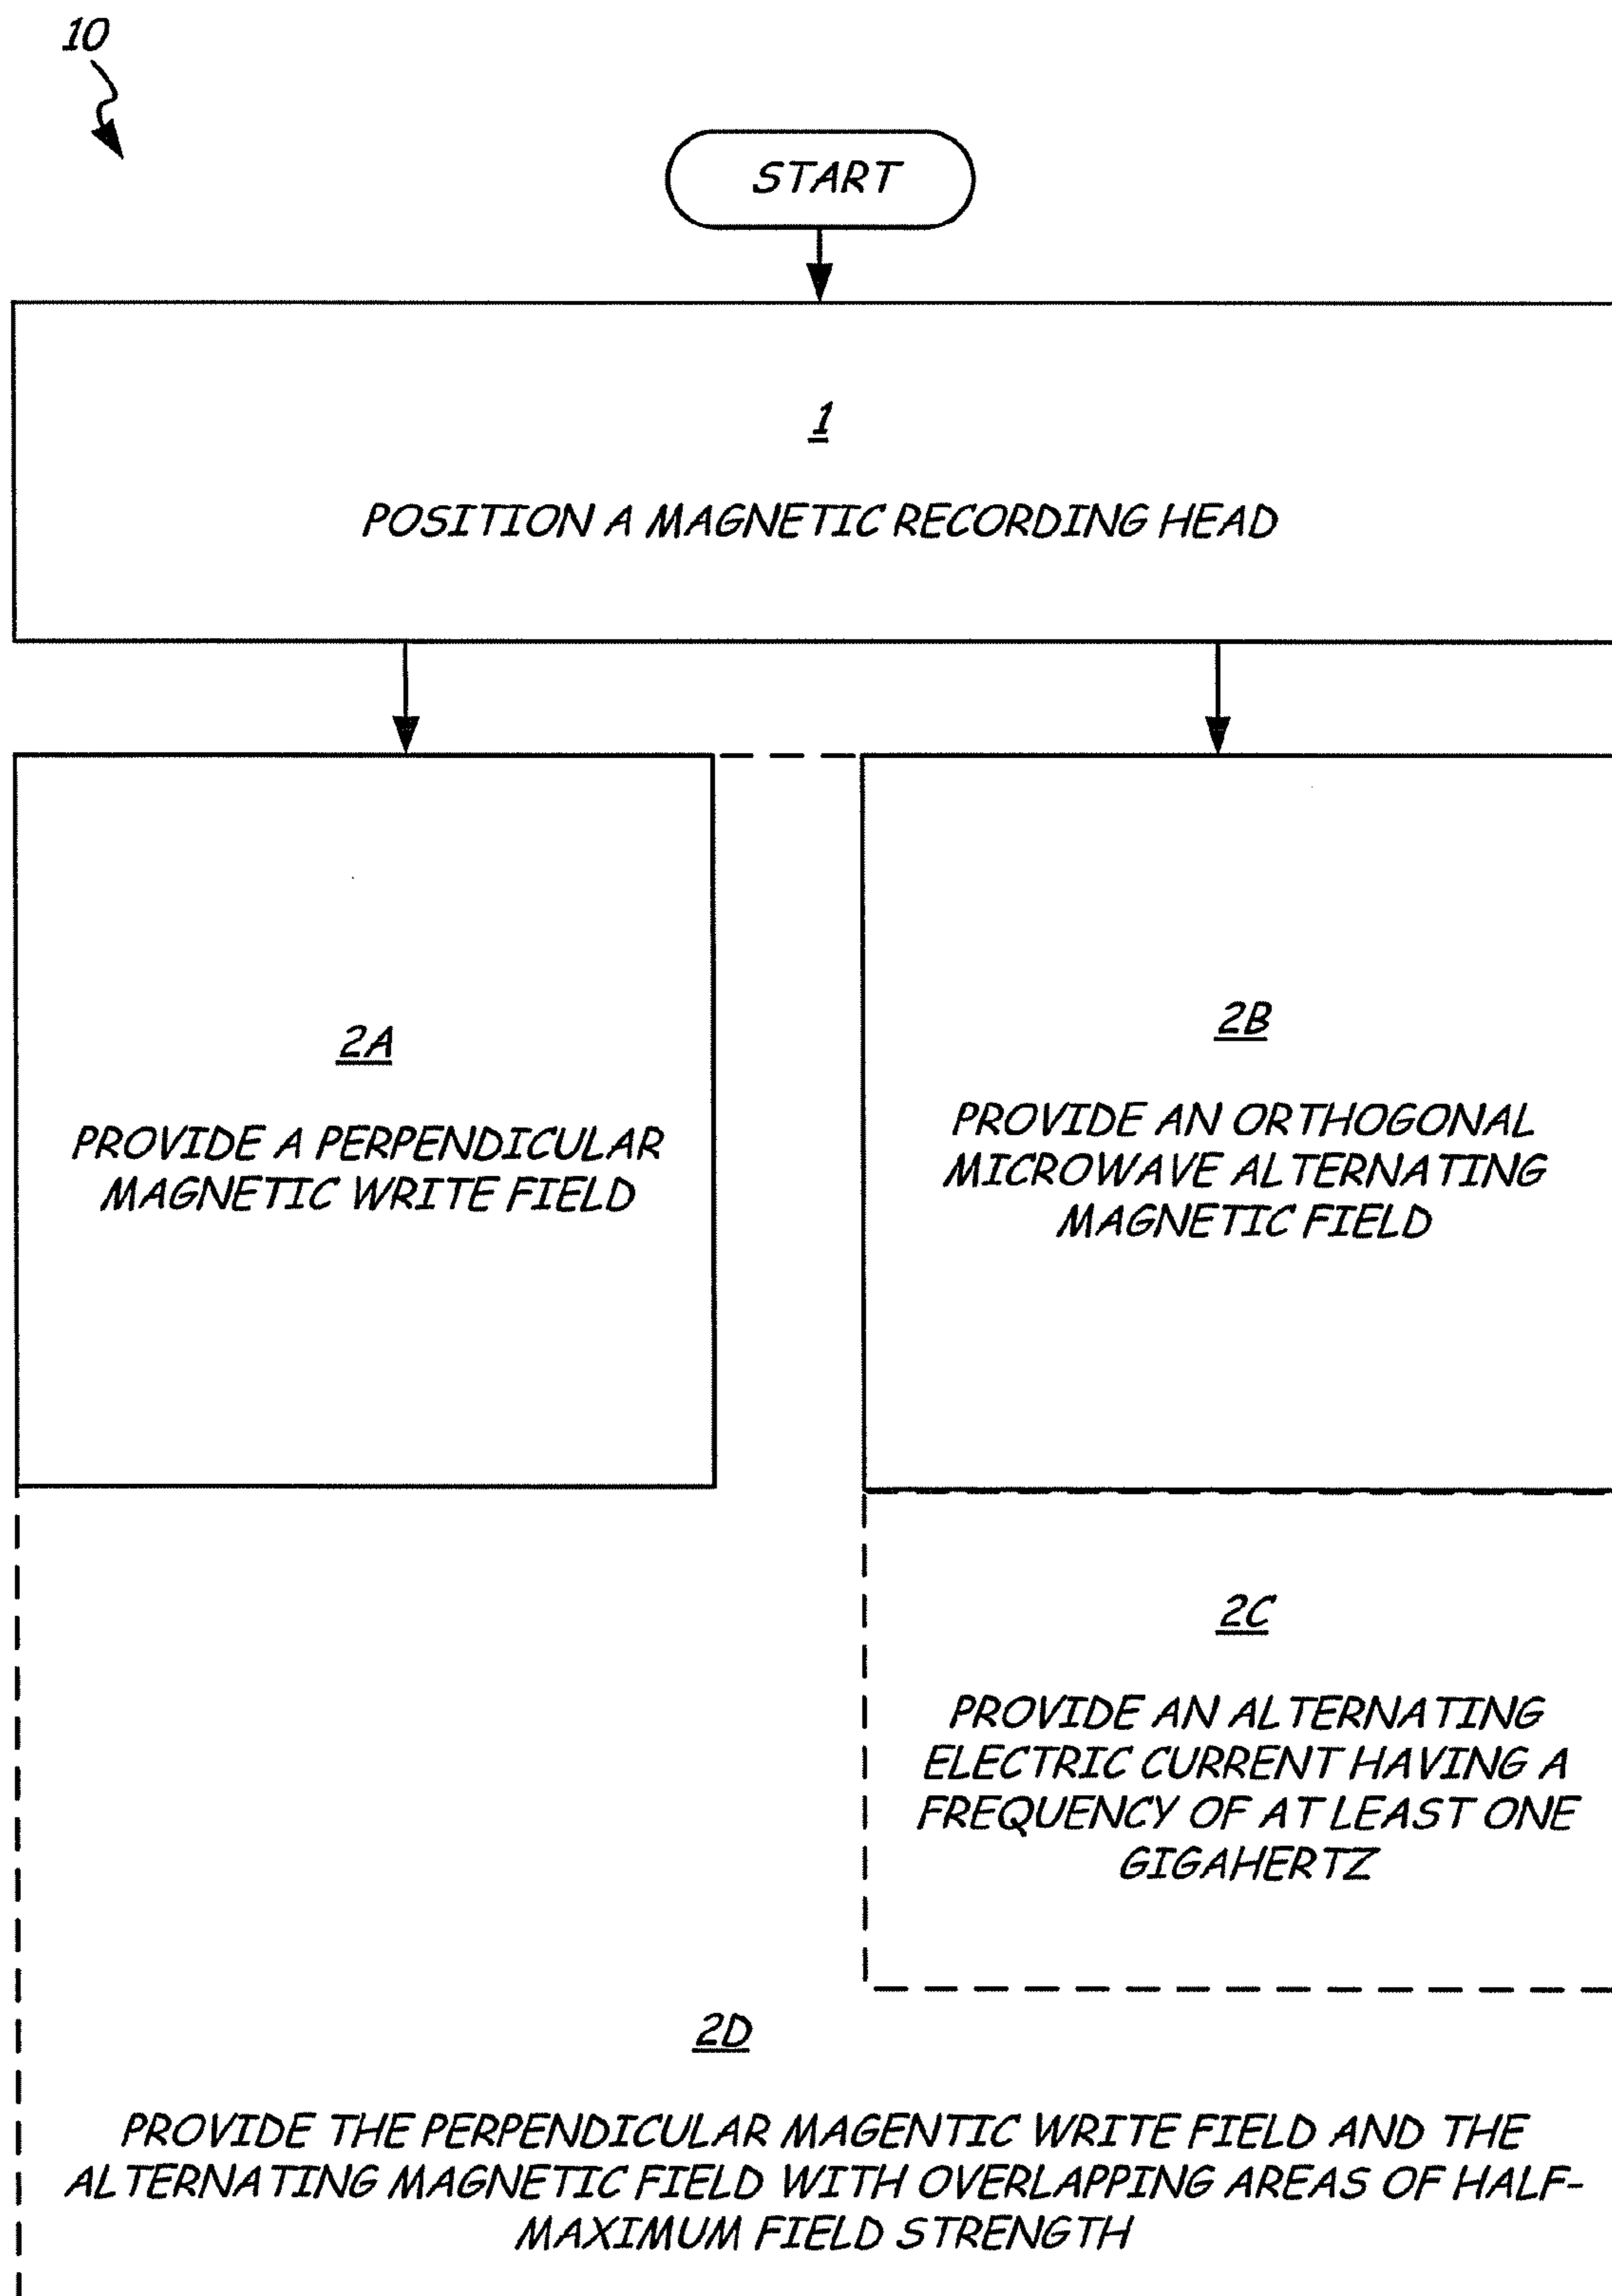 10
START
1
POSITION A MAGNETIC RECORDING HEAD
2A
PROVIDE A PERPENDICULAR
MAGNETIC WRITE FIELD
2B
PROVIDE AN ORTHOGONAL
MICROWAVE ALTERNATING
MAGNETIC FIELD
2C
PROVIDE AN ALTERNATING
ELECTRIC CURRENT HAVING A
FREQUENCY OF AT LEAST ONE
GIGAHERTZ
2D
PROVIDE THE PERPENDICULAR MAGENTIC WRITE FIELD AND THE
ALTERNATING MAGNETIC FIELD WITH OVERLAPPING AREAS OF HALF-
MAXIMUM FIELD STRENGTH